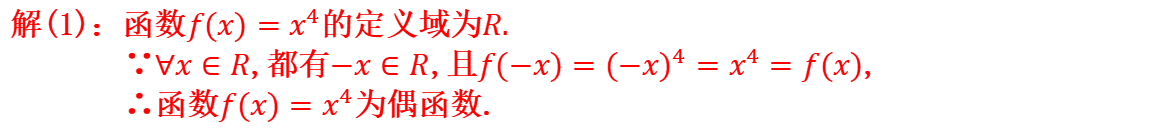 解(1)：函数f(x) = x⁴的定义域为R.
∵∀x ∈ R, 都有−x ∈ R, 且f(−x) = (−x)⁴ = x⁴ = f(x),
∴函数f(x) = x⁴为偶函数.